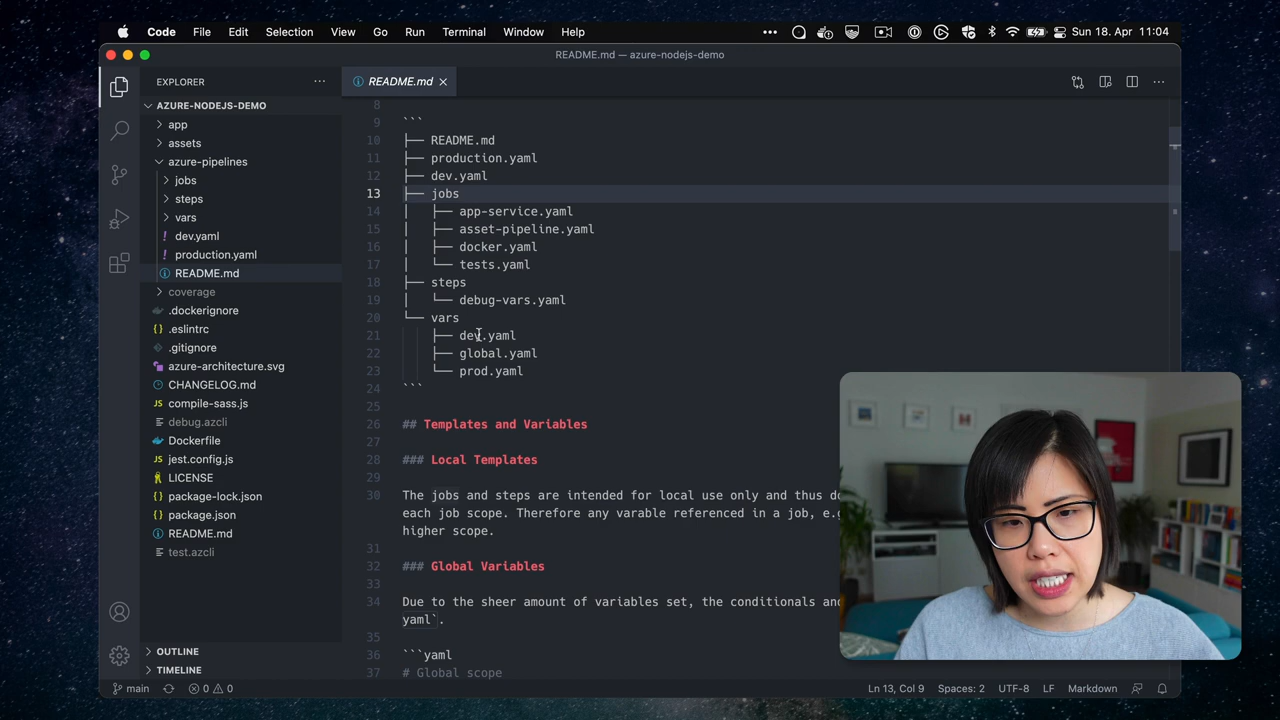 Code File Edit Selection View Go Run Terminal Window Help Sun 18. Apr 11:04
README.md — azure-nodejs-demo
EXPLORER
README.md
AZURE-NODEJS-DEMO
app
assets
azure-pipelines
jobs
steps
vars
dev.yaml
production.yaml
README.md
coverage
.dockerignore
.eslintrc
.gitignore
azure-architecture.svg
CHANGELOG.md
compile-sass.js
debug.azcli
Dockerfile
jest.config.js
LICENSE
package-lock.json
package.json
README.md
test.azcli
OUTLINE
TIMELINE
8
9 ```
10 ├── README.md
11 ├── production.yaml
12 ├── dev.yaml
13 ├── jobs
14 │   ├── app-service.yaml
15 │   ├── asset-pipeline.yaml
16 │   ├── docker.yaml
17 │   └── tests.yaml
18 ├── steps
19 │   └── debug-vars.yaml
20 └── vars
21     ├── dev.yaml
22     ├── global.yaml
23     └── prod.yaml
24 ```
25
26 ## Templates and Variables
27
28 ### Local Templates
29
30 The jobs and steps are intended for local use only and thus do
each job scope. Therefore any varable referenced in a job, e.g
higher scope.
31
32 ### Global Variables
33
34 Due to the sheer amount of variables set, the conditionals and
yaml`.
35
36 ```yaml
37 # Global scope
main 0 0 Ln 13, Col 9 Spaces: 2 UTF-8 LF Markdown